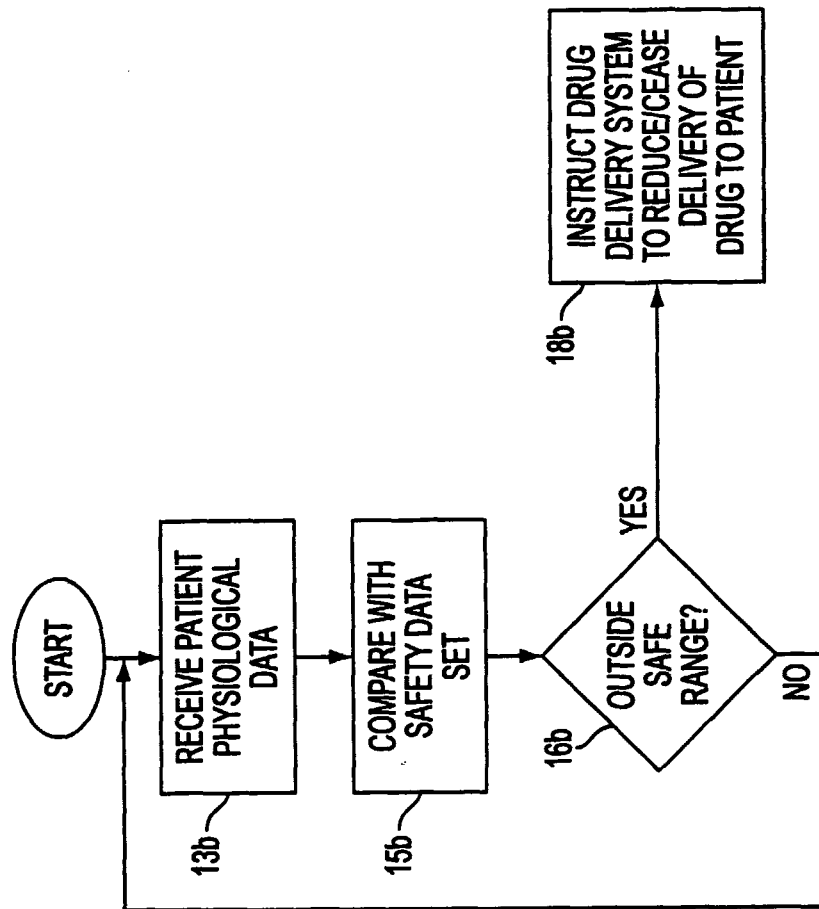 START
RECEIVE PATIENT
PHYSIOLOGICAL
DATA
13b
COMPARE WITH
SAFETY DATA
SET
15b
OUTSIDE
SAFE
RANGE?
16b
YES
NO
INSTRUCT DRUG
DELIVERY SYSTEM
TO REDUCE/CEASE
DELIVERY OF
DRUG TO PATIENT
18b